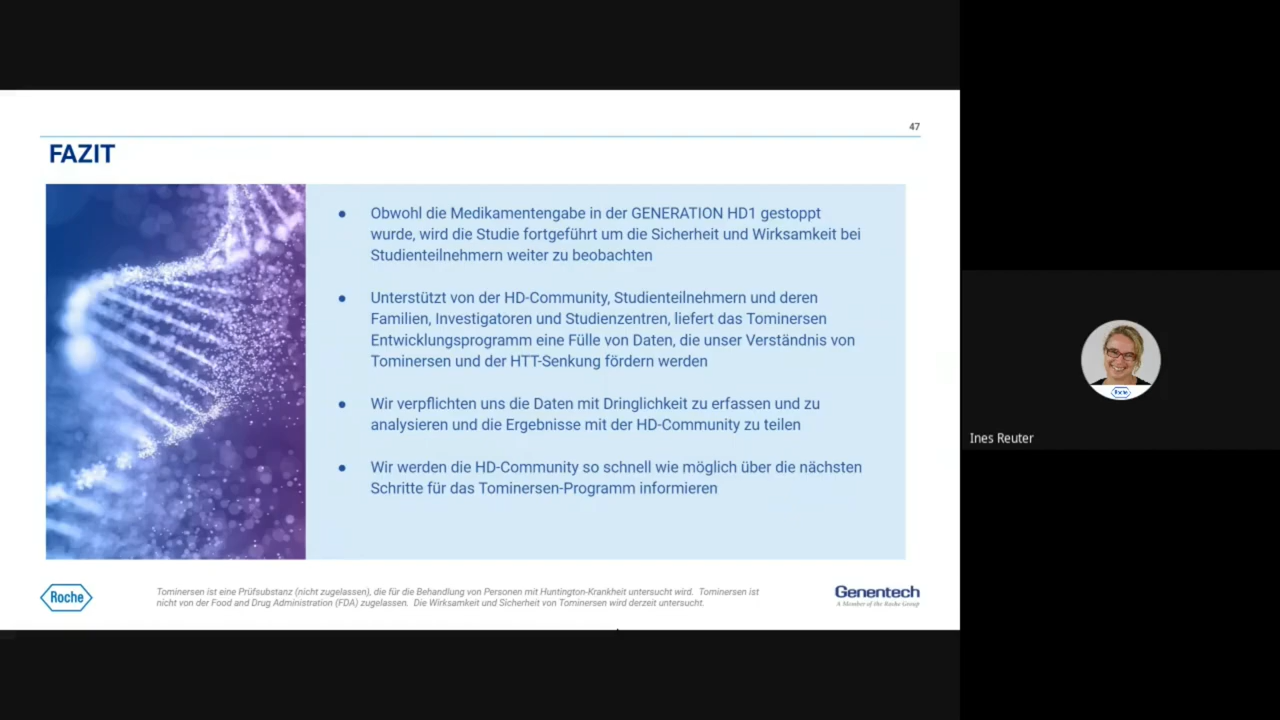 47
FAZIT
● Obwohl die Medikamentengabe in der GENERATION HD1 gestoppt
wurde, wird die Studie fortgeführt um die Sicherheit und Wirksamkeit bei
Studienteilnehmern weiter zu beobachten
● Unterstützt von der HD-Community, Studienteilnehmern und deren
Familien, Investigatoren und Studienzentren, liefert das Tominersen
Entwicklungsprogramm eine Fülle von Daten, die unser Verständnis von
Tominersen und der HTT-Senkung fördern werden
● Wir verpflichten uns die Daten mit Dringlichkeit zu erfassen und zu
analysieren und die Ergebnisse mit der HD-Community zu teilen
● Wir werden die HD-Community so schnell wie möglich über die nächsten
Schritte für das Tominersen-Programm informieren
Roche
Tominersen ist eine Prüfsubstanz (nicht zugelassen), die für die Behandlung von Personen mit Huntington-Krankheit untersucht wird. Tominersen ist
nicht von der Food and Drug Administration (FDA) zugelassen. Die Wirksamkeit und Sicherheit von Tominersen wird derzeit untersucht.
Genentech
A Member of the Roche Group
Roche
Ines Reuter